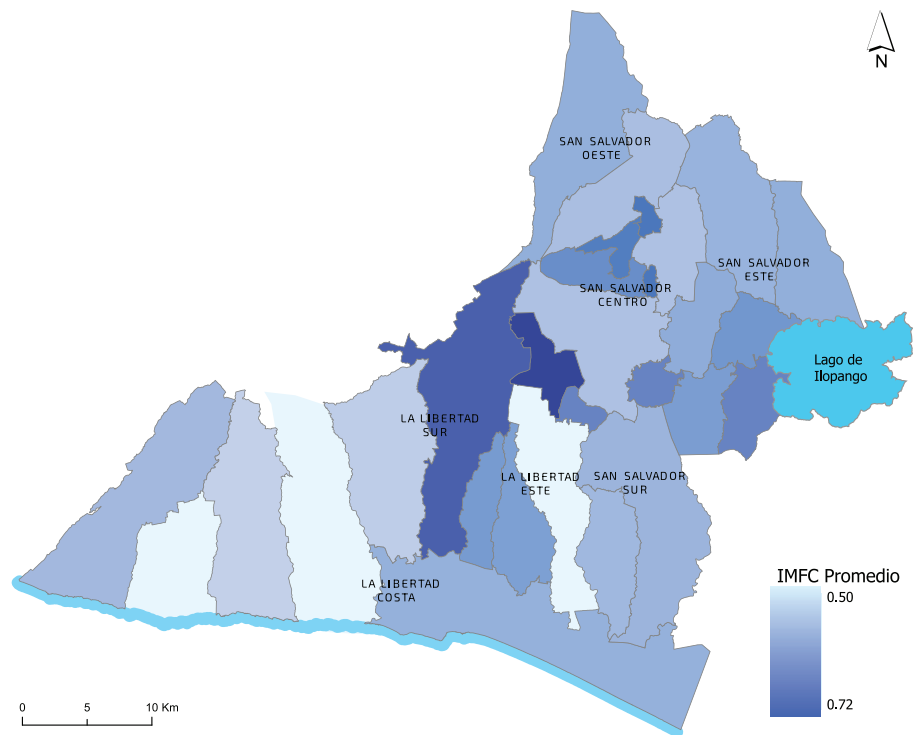 N
SAN SALVADOR
OESTE
SAN SALVADOR
ESTE
SAN SALVADOR
CENTRO
Lago de
Ilopango
LA LIBERTAD
SUR
LA LIBERTAD
ESTE
SAN SALVADOR
SUR
LA LIBERTAD
COSTA
IMFC Promedio
0.50
0.72
0 5 10 Km